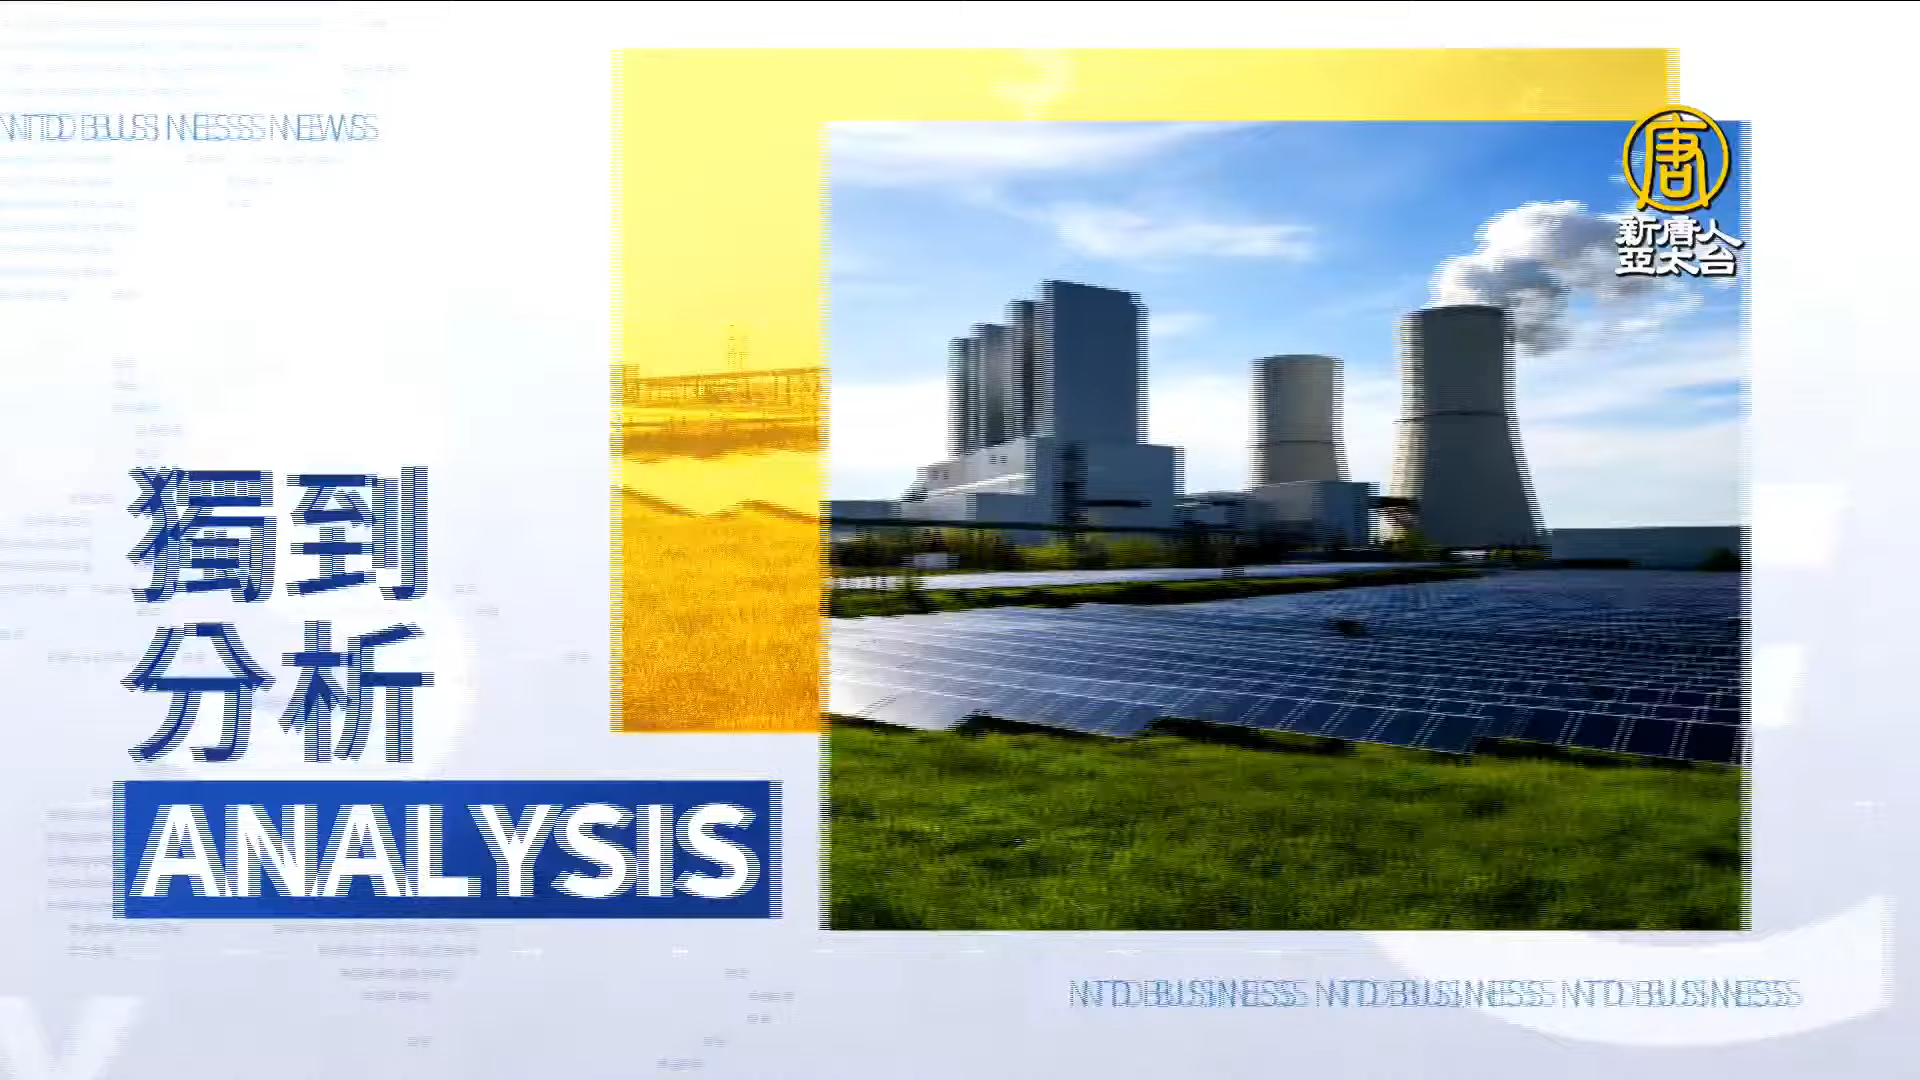 NTD BUSINESS NEWS
唐
新唐人
亞太台
獨到
分析
ANALYSIS
NTD BUSINESS NTD BUSINESS NTD BUSINESS